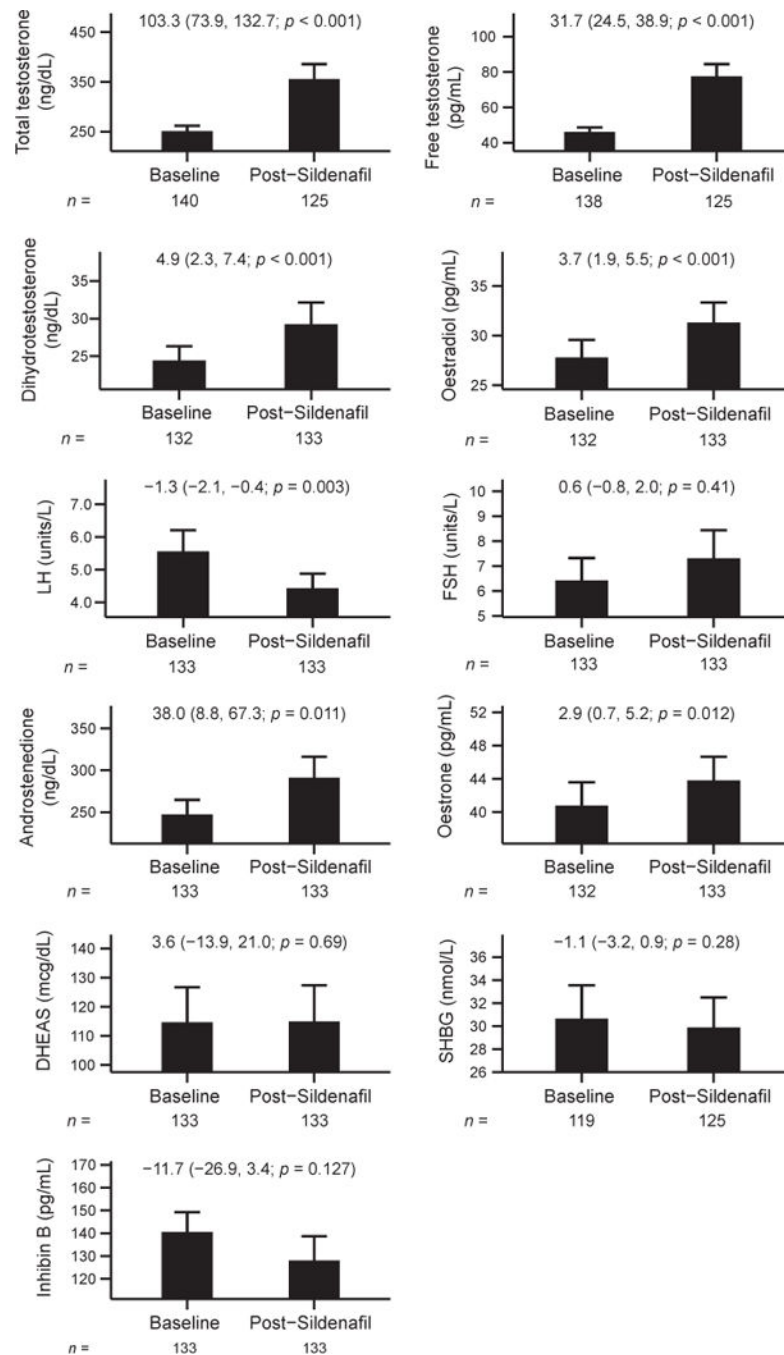 103.3 (73.9, 132.7; p < 0.001)
Total testosterone
(ng/dL)
450
350
250
Baseline
Post−Sildenafil
n =
140
125
31.7 (24.5, 38.9; p < 0.001)
Free testosterone
(pg/mL)
100
80
60
40
Baseline
Post−Sildenafil
n =
138
125
4.9 (2.3, 7.4; p < 0.001)
Dihydrotestosterone
(ng/dL)
35
30
25
Baseline
Post−Sildenafil
n =
132
133
3.7 (1.9, 5.5; p < 0.001)
Oestradiol (pg/mL)
35
31
25
Baseline
Post−Sildenafil
n =
132
133
−1.3 (−2.1, −0.4; p = 0.003)
LH (units/L)
7.0
6.0
5.0
4.0
Baseline
Post−Sildenafil
n =
133
133
0.6 (−0.8, 2.0; p = 0.41)
FSH (units/L)
10
9
8
7
6
5
Baseline
Post−Sildenafil
n =
133
133
38.0 (8.8, 67.3; p = 0.011)
Androstenedione
(ng/dL)
350
300
250
Baseline
Post−Sildenafil
n =
133
133
2.9 (0.7, 5.2; p = 0.012)
Oestrone (pg/mL)
52
48
44
40
Baseline
Post−Sildenafil
n =
132
133
3.6 (−13.9, 21.0; p = 0.69)
DHEAS (mcg/dL)
140
130
120
110
100
Baseline
Post−Sildenafil
n =
133
133
−1.1 (−3.2, 0.9; p = 0.28)
SHBG (nmol/L)
36
34
32
30
28
26
Baseline
Post−Sildenafil
n =
119
125
−11.7 (−26.9, 3.4; p = 0.127)
Inhibin B (pg/mL)
170
160
140
130
120
Baseline
Post−Sildenafil
n =
133
133